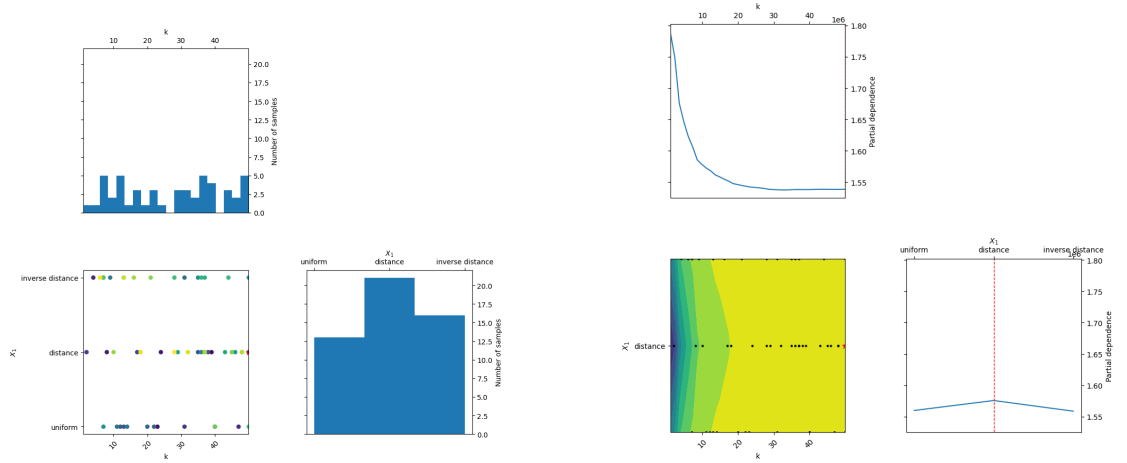 k
10 20 30 40
20.0
17.5
15.0
12.5
10.0
7.5
5.0
2.5
0.0
Number of samples
k
10 20 30 40
1e6
1.80
1.75
1.70
1.65
1.60
1.55
Partial dependence
inverse distance
distance
uniform
X1
10 20 30 40
k
X1
uniform distance inverse distance
20.0
17.5
15.0
12.5
10.0
7.5
5.0
2.5
0.0
Number of samples
X1
distance
10 20 30 40
k
X1
uniform distance inverse distance
1e6
1.80
1.75
1.70
1.65
1.60
1.55
Partial dependence